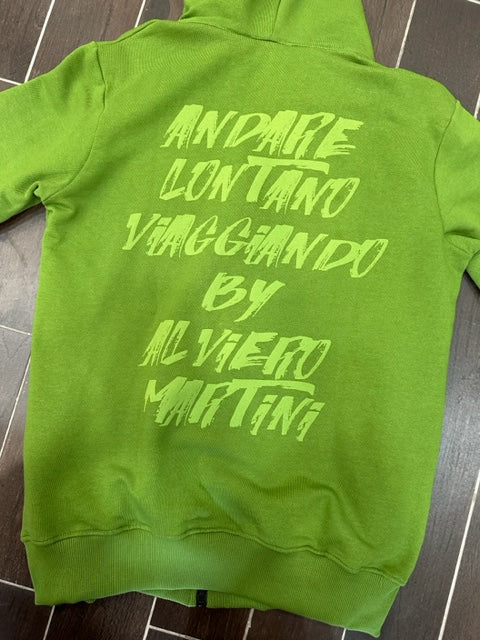 ANDARE
LONTANO
VIAGGIANDO
BY
ALVIERO
MARTINI